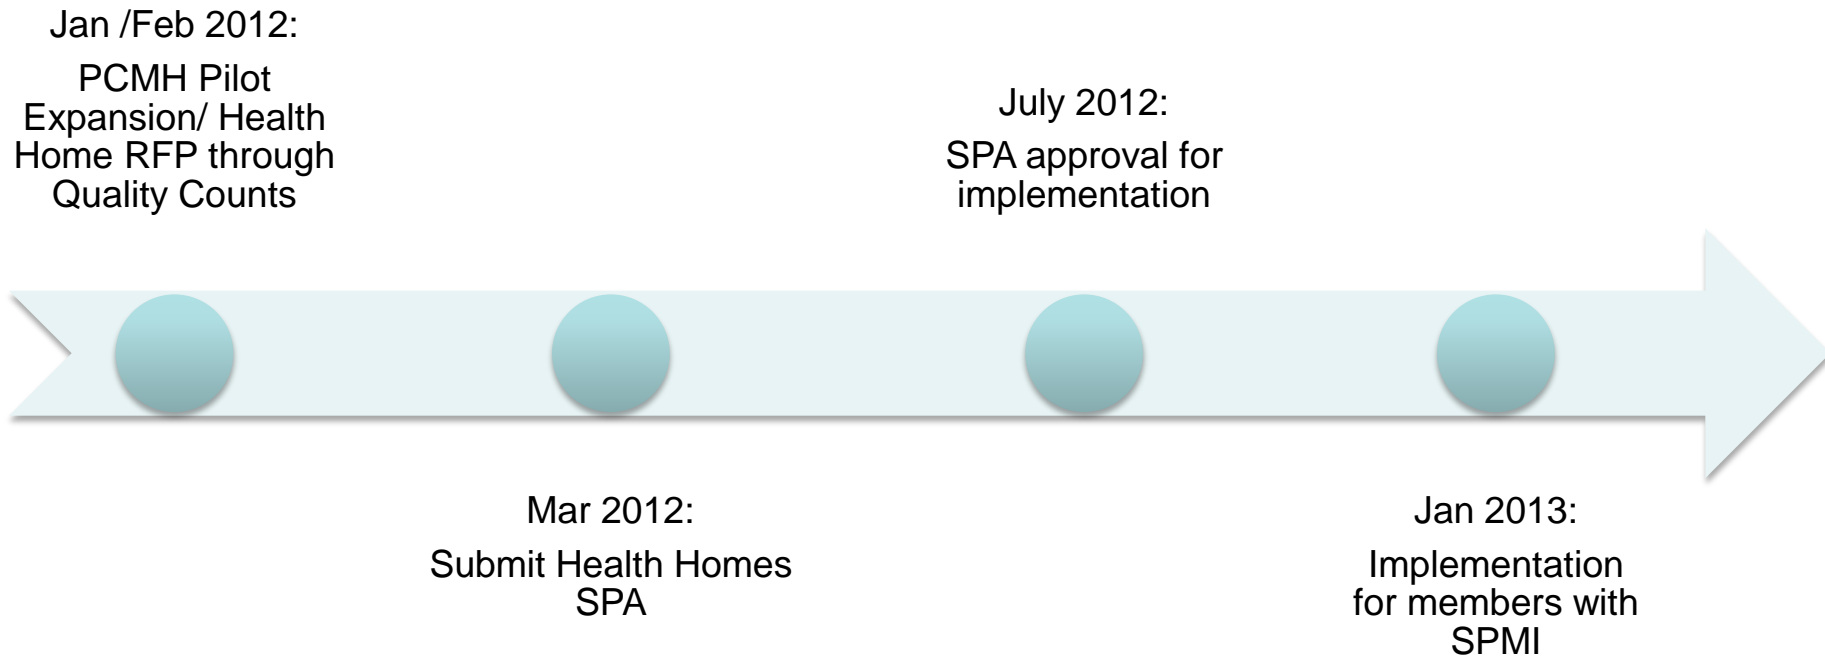 Jan /Feb 2012:
PCMH Pilot
Expansion/ Health
Home RFP through
Quality Counts
Mar 2012:
Submit Health Homes
SPA
July 2012:
SPA approval for
implementation
Jan 2013:
Implementation
for members with
SPMI